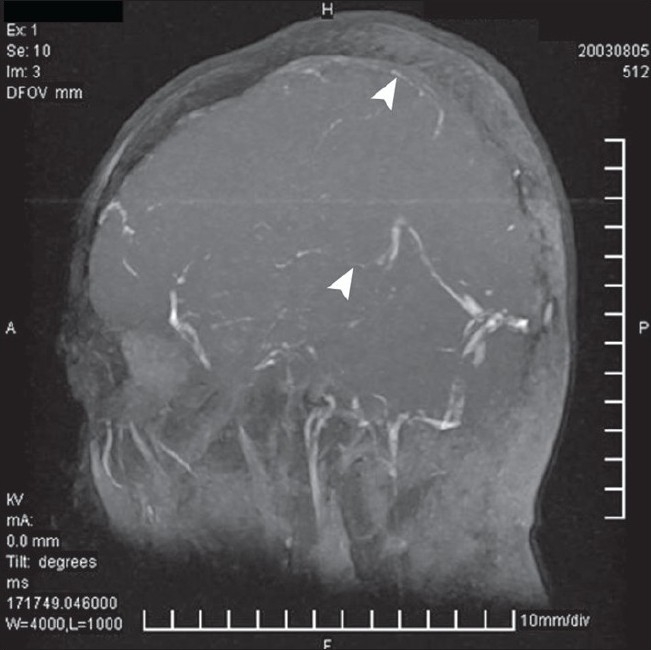 H
Ex: 1
Se: 10
Im: 3
DFOV mm
20030805
512
A
P
KV
mA:
0.0 mm
Tilt: degrees
ms
171749.046000
W=4000,L=1000
10mm/div
F